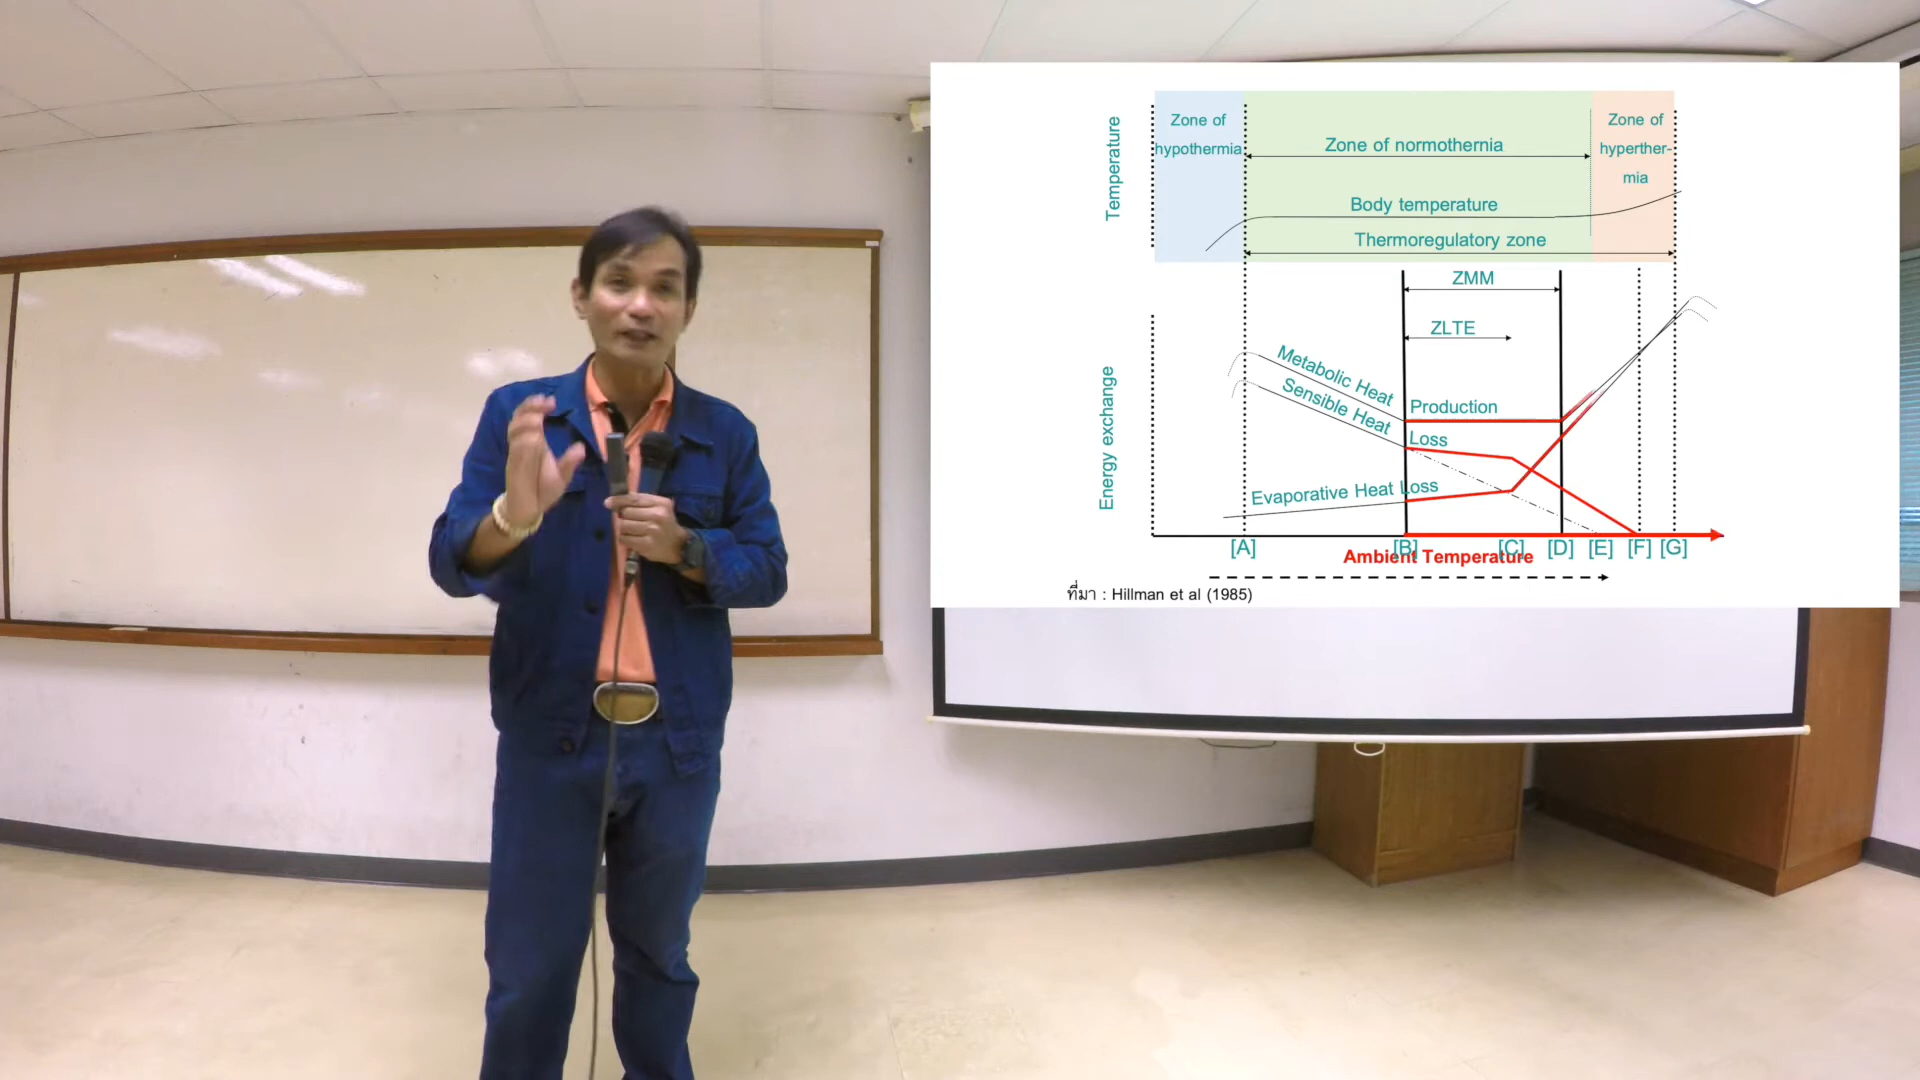 Zone of
hypothermia
Zone of normothernia
Zone of
hyperther-
mia
Temperature
Body temperature
Thermoregulatory zone
ZMM
ZLTE
Metabolic Heat
Production
Sensible Heat
Loss
Evaporative Heat Loss
Energy exchange
[A]
[B]
[C]
[D]
[E]
[F]
[G]
Ambient Temperature
ที่มา : Hillman et al (1985)